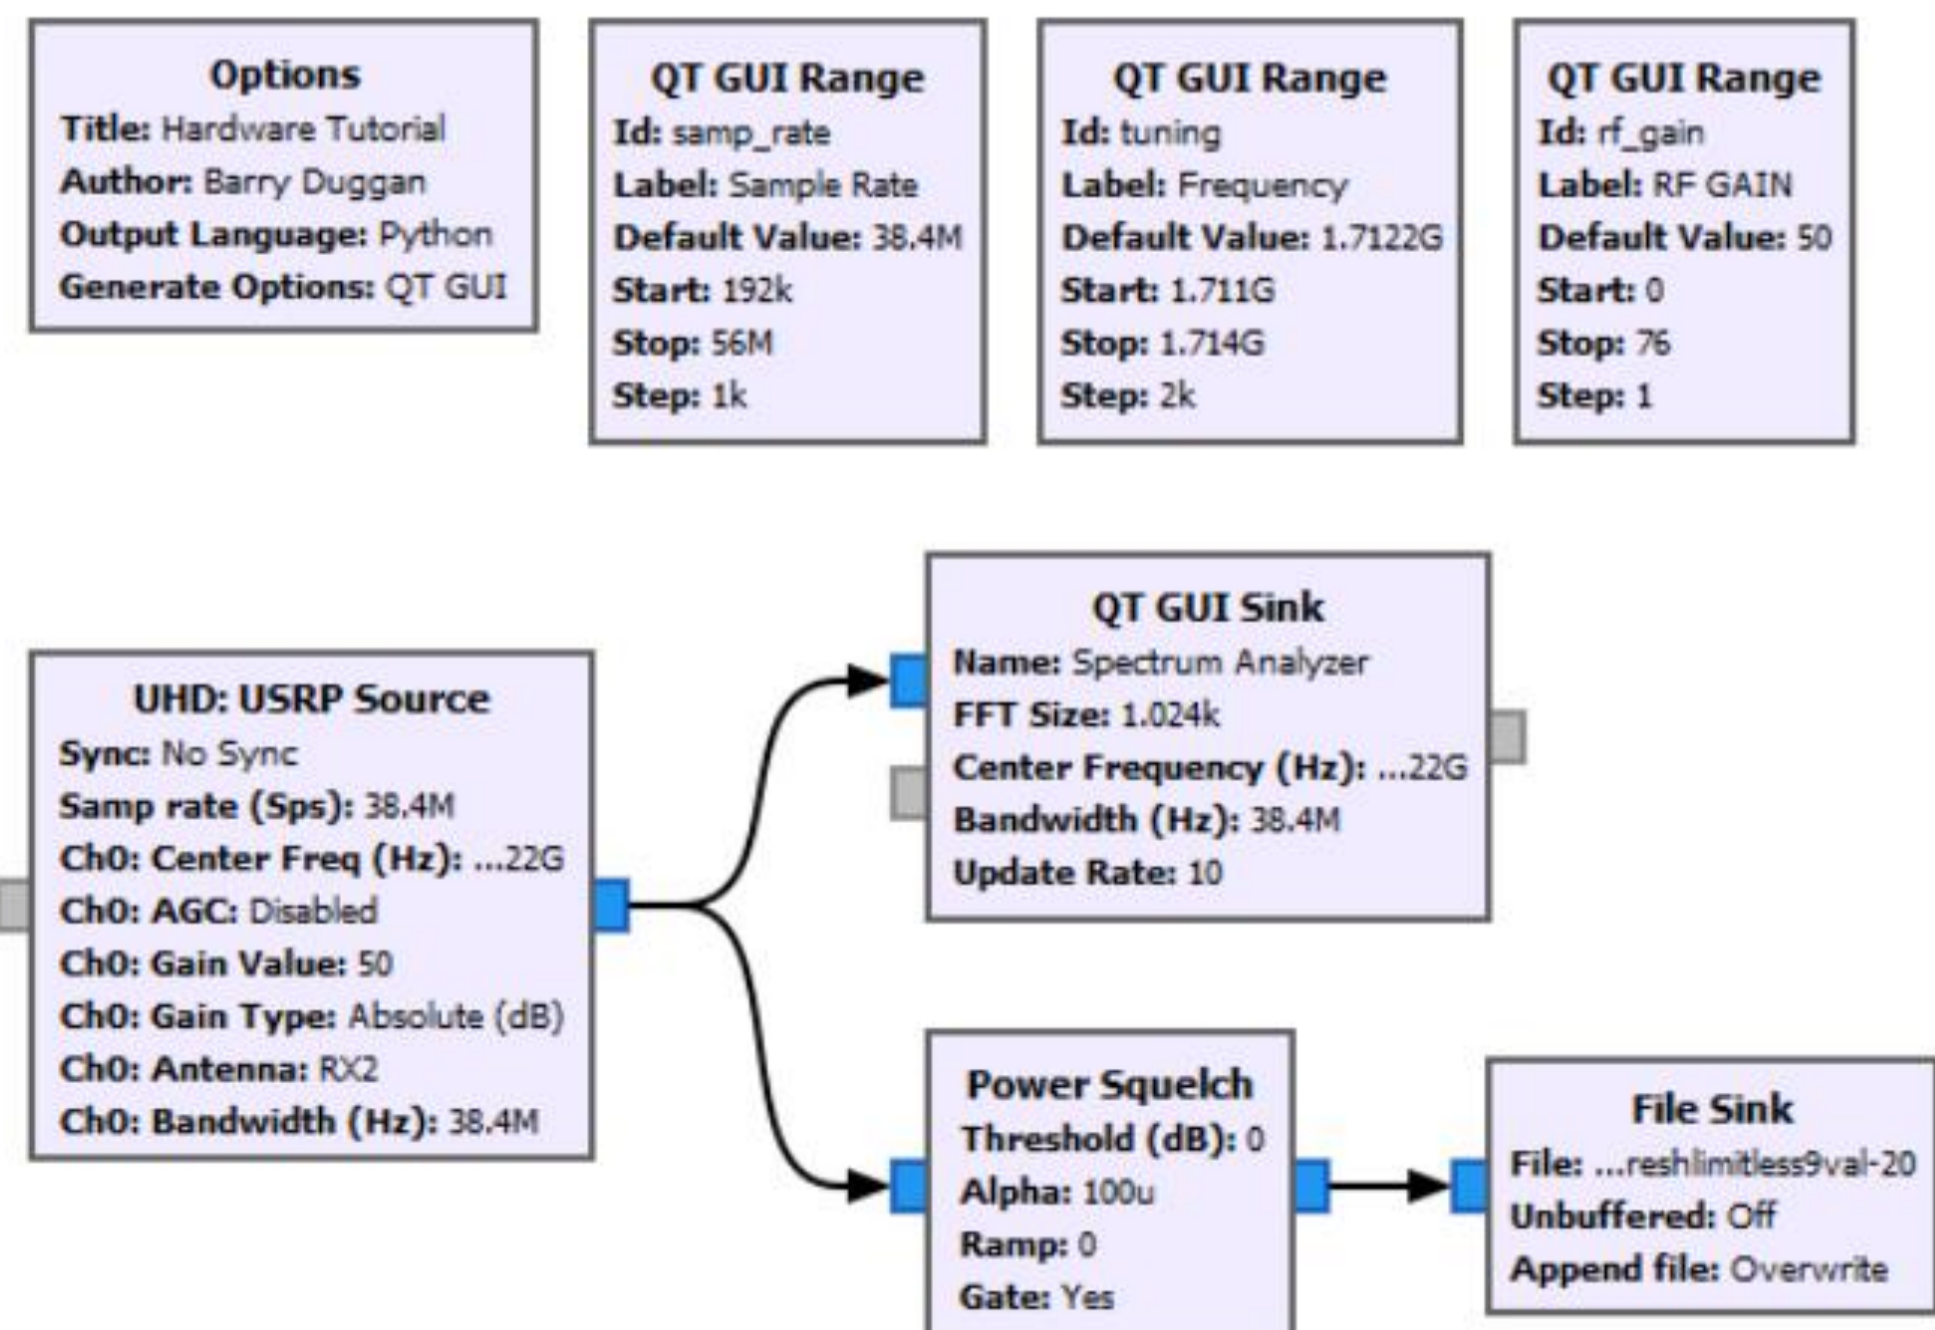 Options
Title: Hardware Tutorial
Author: Barry Duggan
Output Language: Python
Generate Options: QT GUI
QT GUI Range
Id: samp_rate
Label: Sample Rate
Default Value: 38.4M
Start: 192k
Stop: 56M
Step: 1k
QT GUI Range
Id: tuning
Label: Frequency
Default Value: 1.7122G
Start: 1.711G
Stop: 1.714G
Step: 2k
QT GUI Range
Id: rf_gain
Label: RF GAIN
Default Value: 50
Start: 0
Stop: 76
Step: 1
UHD: USRP Source
Sync: No Sync
Samp rate (Sps): 38.4M
Ch0: Center Freq (Hz): ...22G
Ch0: AGC: Disabled
Ch0: Gain Value: 50
Ch0: Gain Type: Absolute (dB)
Ch0: Antenna: RX2
Ch0: Bandwidth (Hz): 38.4M
QT GUI Sink
Name: Spectrum Analyzer
FFT Size: 1.024k
Center Frequency (Hz): ...22G
Bandwidth (Hz): 38.4M
Update Rate: 10
Power Squelch
Threshold (dB): 0
Alpha: 100u
Ramp: 0
Gate: Yes
File Sink
File: ...reshlimitless9val-20
Unbuffered: Off
Append file: Overwrite